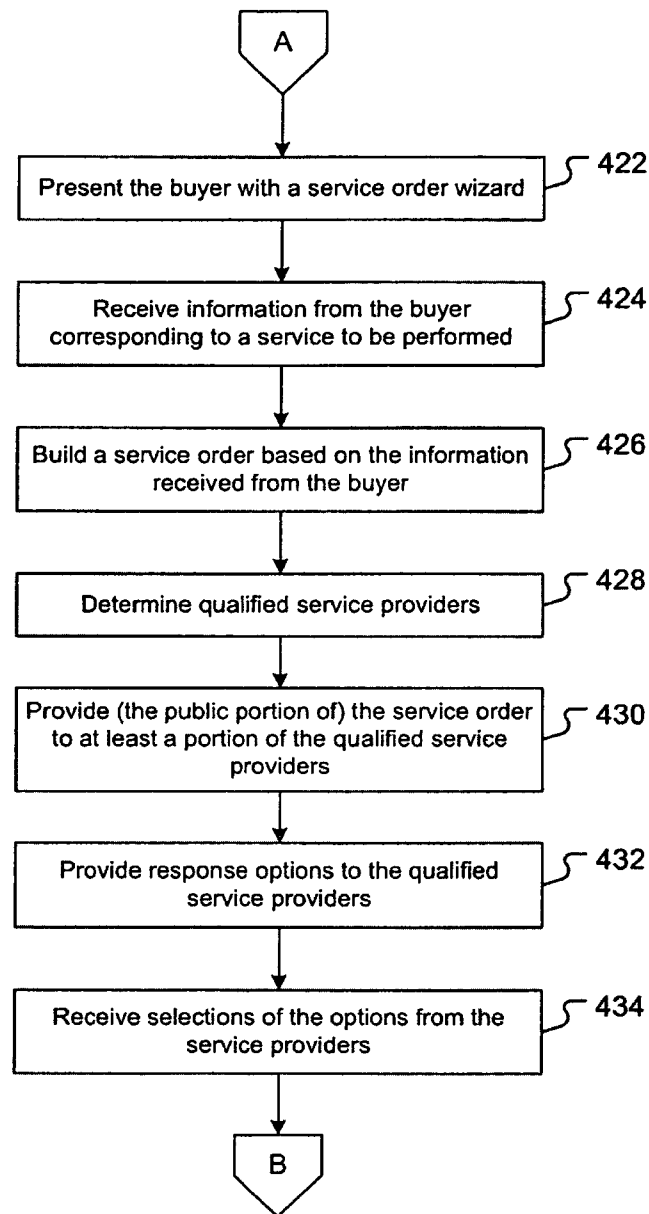 A
Present the buyer with a service order wizard
422
Receive information from the buyer
corresponding to a service to be performed
424
Build a service order based on the information
received from the buyer
426
Determine qualified service providers
428
Provide (the public portion of) the service order
to at least a portion of the qualified service
providers
430
Provide response options to the qualified
service providers
432
Receive selections of the options from the
service providers
434
B